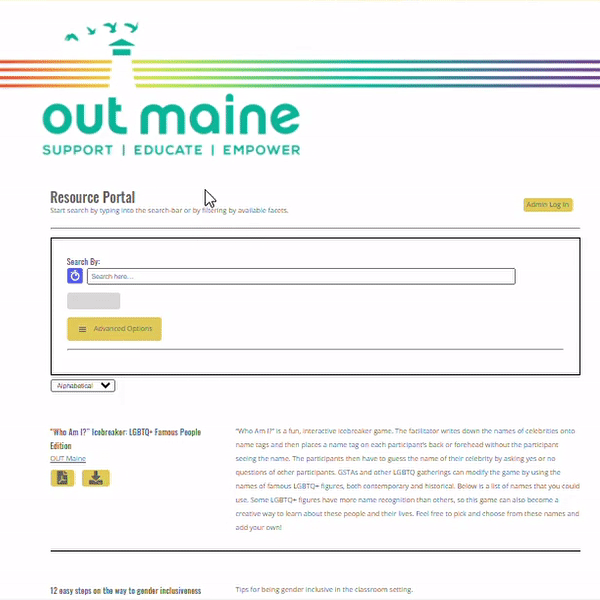 out maine
SUPPORT | EDUCATE | EMPOWER
Resource Portal
Start search by typing into the search-bar or by filtering by available facets.
Admin Log In
Search By:
Search here...
Advanced Options
Alphabetical
"Who Am I?" Icebreaker: LGBTQ+ Famous People
Edition
OUT Maine
"Who Am I?" is a fun, interactive icebreaker game. The facilitator writes down the names of celebrities onto
name tags and then places a name tag on each participant's back or forehead without the participant
seeing the name. The participants then have to guess the name of their celebrity by asking yes or no
questions of other participants. GSTAs and other LGBTQ gatherings can modify the game by using the
names of famous LGBTQ+ figures, both contemporary and historical. Below is a list of names that you could
use. Some LGBTQ+ figures have more name recognition than others, so this game can also become a
creative way to learn about these people and their lives. Feel free to pick and choose from these names and
add your own!
12 easy steps on the way to gender inclusiveness
Tips for being gender inclusive in the classroom setting.